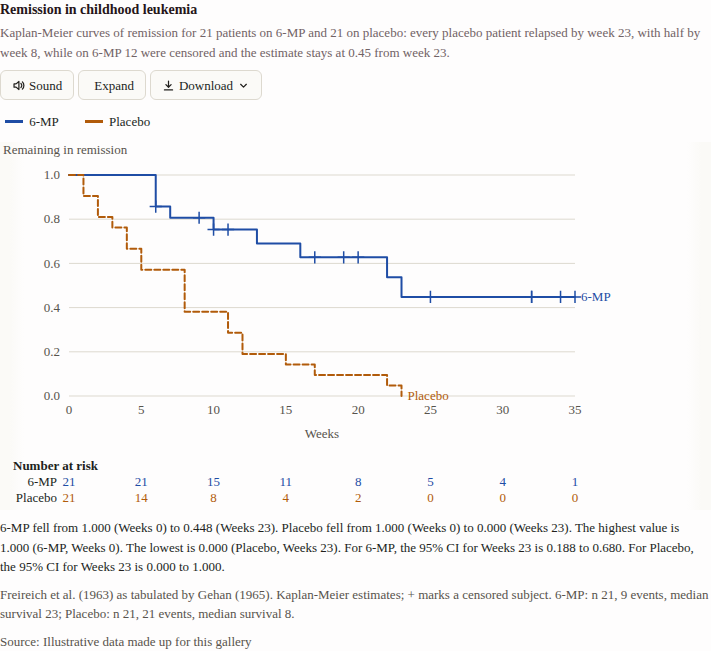 Remission in childhood leukemia
Kaplan-Meier curves of remission for 21 patients on 6-MP and 21 on placebo: every placebo patient relapsed by week 23, with half by
week 8, while on 6-MP 12 were censored and the estimate stays at 0.45 from week 23.
Sound Expand Download
6-MP Placebo
Remaining in remission
1.0
0.8
0.6
0.4
0.2
0.0
6-MP
Placebo
0 5 10 15 20 25 30 35
Weeks
Number at risk
6-MP 21 21 15 11 8 5 4 1
Placebo 21 14 8 4 2 0 0 0
6-MP fell from 1.000 (Weeks 0) to 0.448 (Weeks 23). Placebo fell from 1.000 (Weeks 0) to 0.000 (Weeks 23). The highest value is
1.000 (6-MP, Weeks 0). The lowest is 0.000 (Placebo, Weeks 23). For 6-MP, the 95% CI for Weeks 23 is 0.188 to 0.680. For Placebo,
the 95% CI for Weeks 23 is 0.000 to 1.000.
Freireich et al. (1963) as tabulated by Gehan (1965). Kaplan-Meier estimates; + marks a censored subject. 6-MP: n 21, 9 events, median
survival 23; Placebo: n 21, 21 events, median survival 8.
Source: Illustrative data made up for this gallery